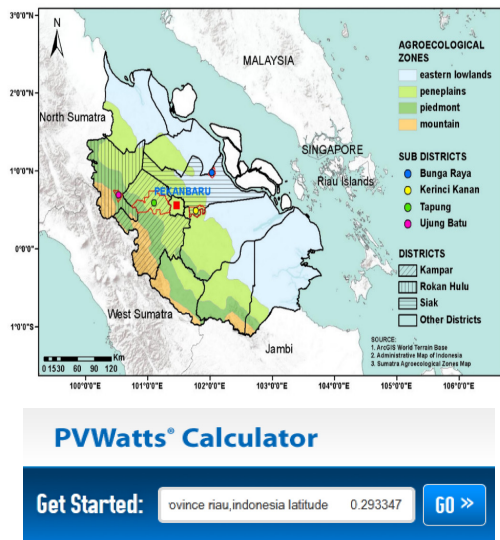 3°0'0"N
2°0'0"N
1°0'0"N
0°0'0"
1°0'0"S
N
MALAYSIA
North Sumatra
SINGAPORE
Riau Islands
PEKANBARU
West Sumatra
Jambi
Km
0 15 30 60 90 120
100°0'0"E 101°0'0"E 102°0'0"E 103°0'0"E 104°0'0"E 105°0'0"E 106°0'0"E
AGROECOLOGICAL
ZONES
eastern lowlands
peneplains
piedmont
mountain
SUB DISTRICTS
Bunga Raya
Kerinci Kanan
Tapung
Ujung Batu
DISTRICTS
Kampar
Rokan Hulu
Siak
Other Districts
SOURCE:
1. ArcGIS World Terrain Base
2. Administrative Map of Indonesia
3. Sumatra Agroecological Zones Map
PVWatts® Calculator
Get Started: ovince riau,indonesia latitude 0.293347 GO »